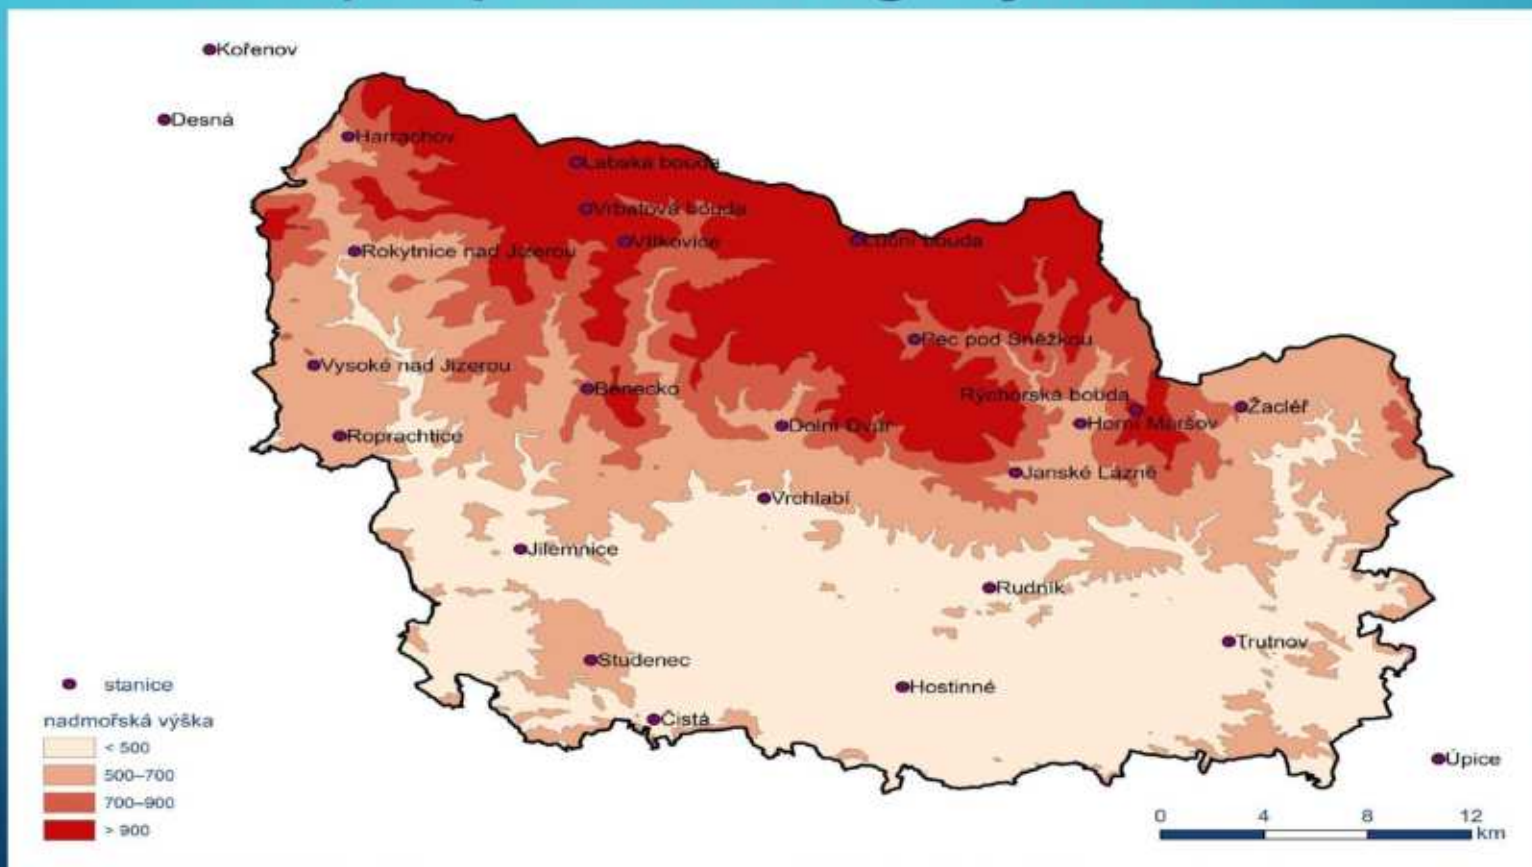 Kořenov
Desná
Harrachov
Labská bouda
Vrbatova bouda
Vítkovice
Luční bouda
Rokytnice nad Jizerou
Pec pod Sněžkou
Vysoké nad Jizerou
Benecko
Rýchorská bouda
Žacléř
Dolní Dvůr
Horní Maršov
Roprachtice
Janské Lázně
Vrchlabí
Jilemnice
Rudník
Trutnov
Studenec
Hostinné
Čistá
Úpice
stanice
nadmořská výška
< 500
500–700
700–900
> 900
0 4 8 12
km